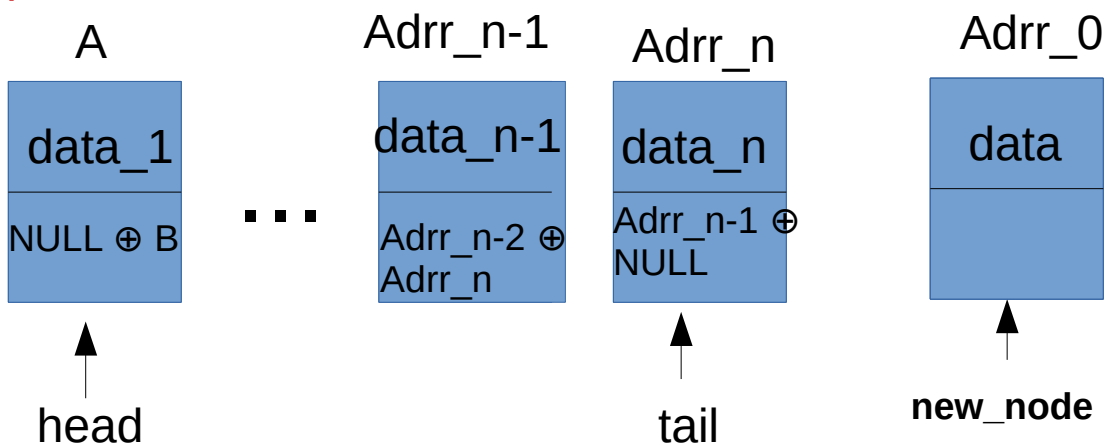 A
Adrr_n-1
Adrr_n
Adrr_0
data_1
data_n-1
data_n
data
...
NULL ⊕ B
Adrr_n-2 ⊕
Adrr_n
Adrr_n-1 ⊕
NULL
head
tail
new_node